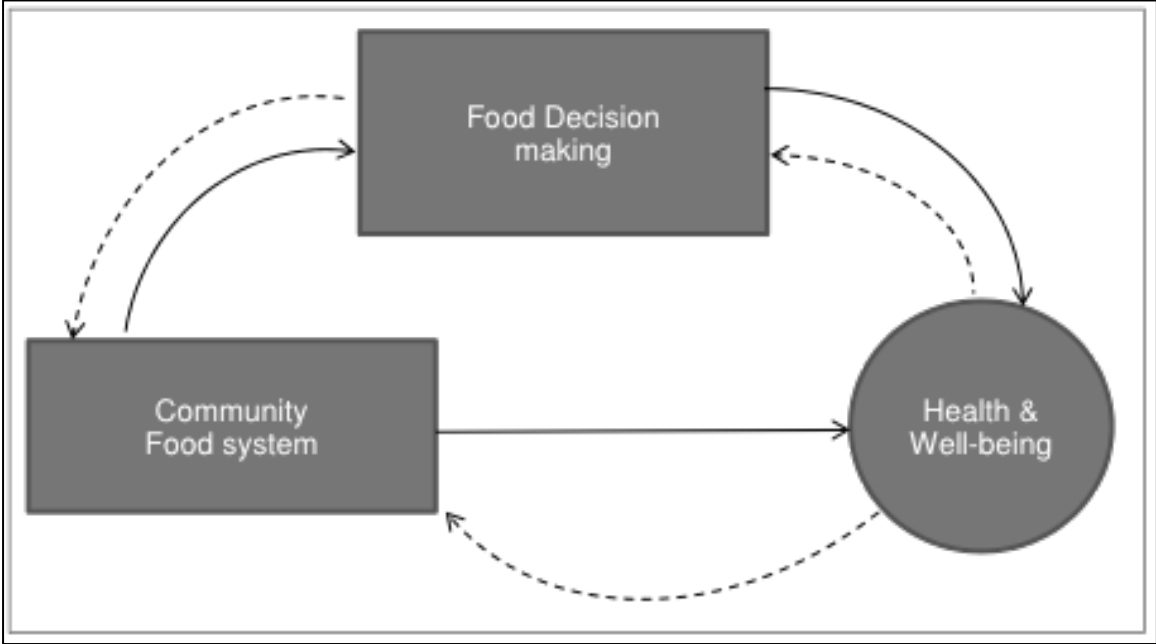 Food Decision
making
Community
Food system
Health &
Well-being